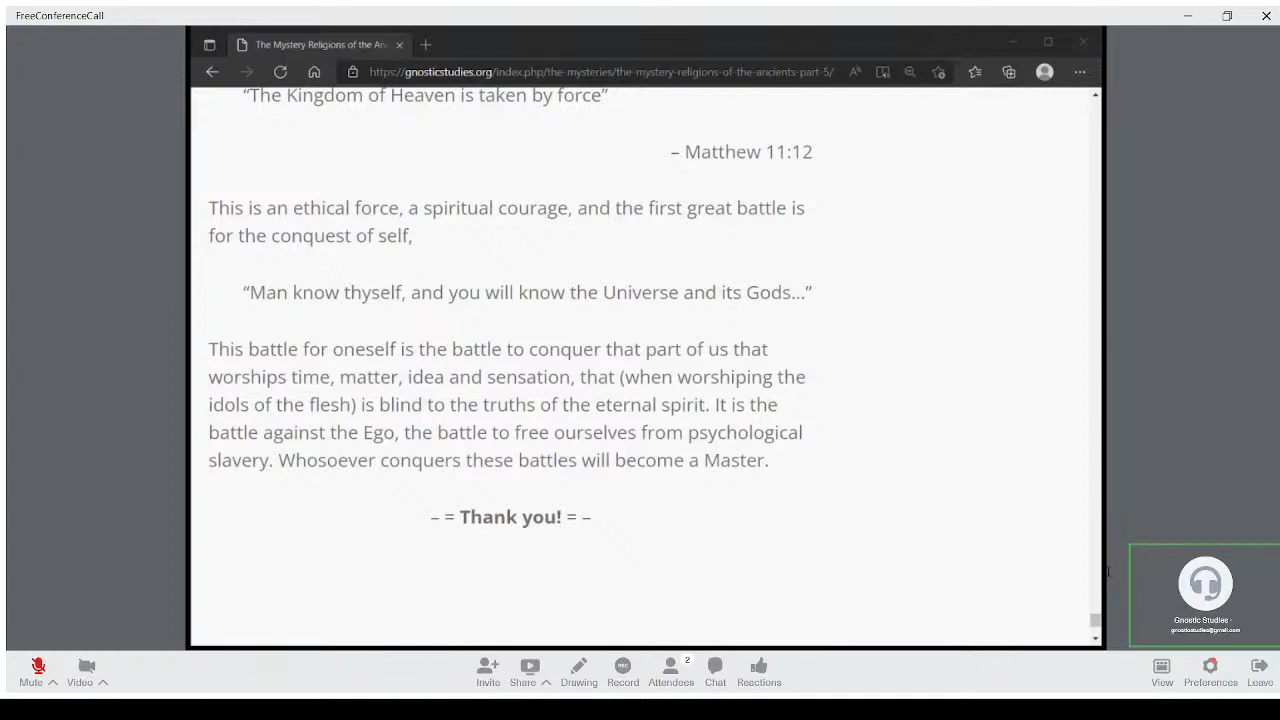 FreeConferenceCall
The Mystery Religions of the An
https://gnosticstudies.org/index.php/the-mysteries/the-mystery-religions-of-the-ancients-part-5/
“The Kingdom of Heaven is taken by force”
– Matthew 11:12
This is an ethical force, a spiritual courage, and the first great battle is
for the conquest of self,
“Man know thyself, and you will know the Universe and its Gods...”
This battle for oneself is the battle to conquer that part of us that
worships time, matter, idea and sensation, that (when worshiping the
idols of the flesh) is blind to the truths of the eternal spirit. It is the
battle against the Ego, the battle to free ourselves from psychological
slavery. Whosoever conquers these battles will become a Master.
– = Thank you! = –
Gnostic Studies -
gnosticstudies@gmail.com
Mute Video Invite Share Drawing REC Record 2 Attendees Chat Reactions View Preferences Leave